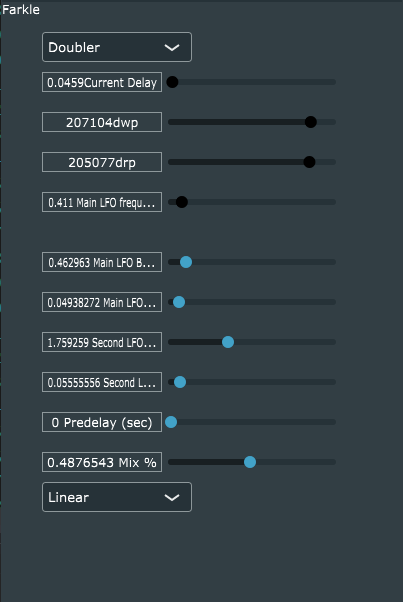 Farkle
Doubler
0.0459Current Delay
207104dwp
205077drp
0.411 Main LFO frequ...
0.462963 Main LFO B...
0.04938272 Main LFO...
1.759259 Second LFO...
0.05555556 Second L...
0 Predelay (sec)
0.4876543 Mix %
Linear